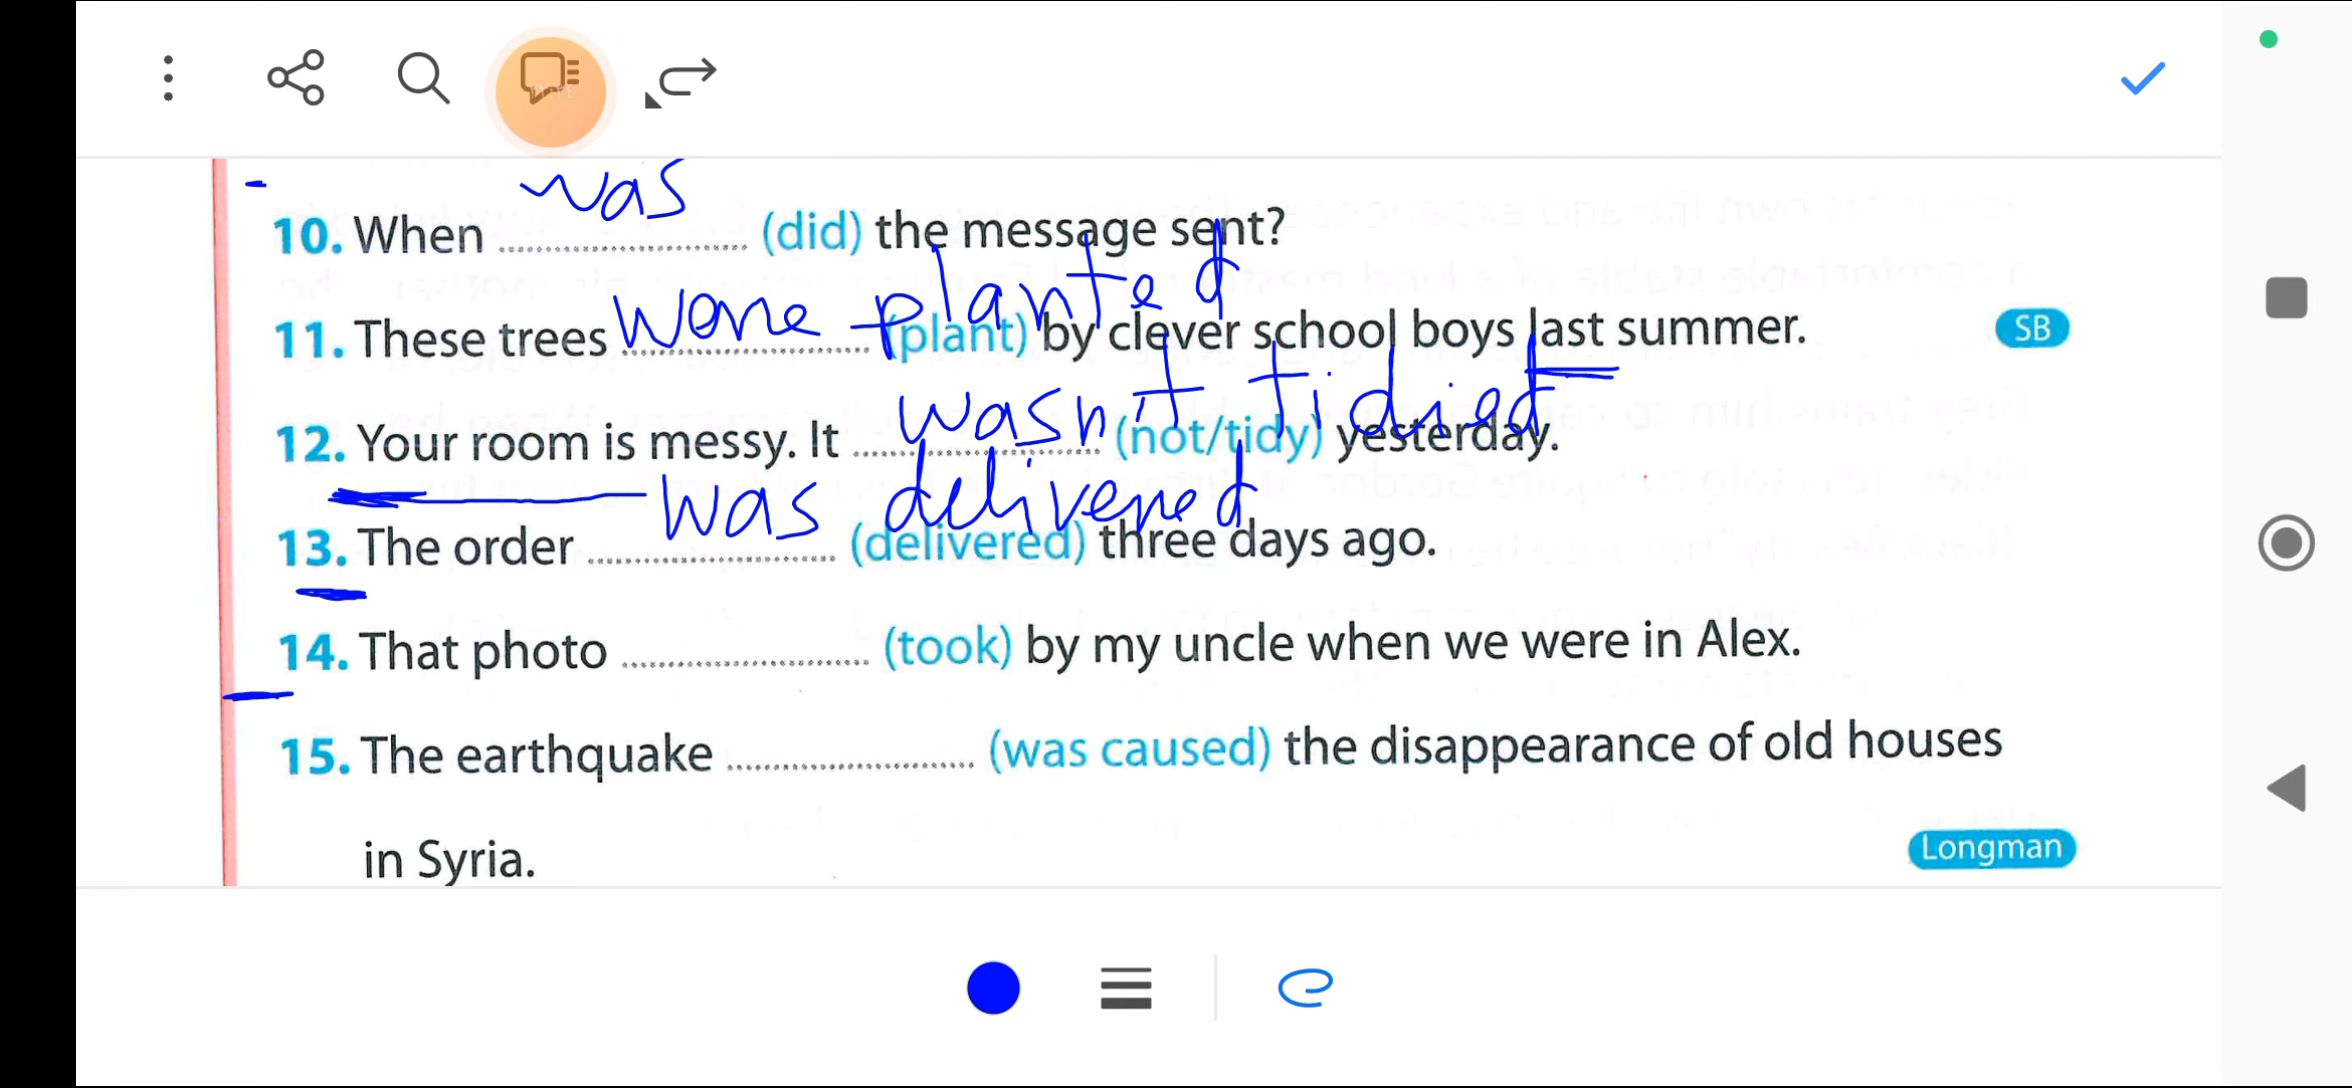 was
10. When ........................ (did) the message sent?
were planted
11. These trees ........................ (plant) by clever school boys last summer.
SB
wasn't tidied
12. Your room is messy. It ........................ (not/tidy) yesterday.
was delivered
13. The order ........................ (delivered) three days ago.
14. That photo ........................ (took) by my uncle when we were in Alex.
15. The earthquake ........................ (was caused) the disappearance of old houses
in Syria.
Longman